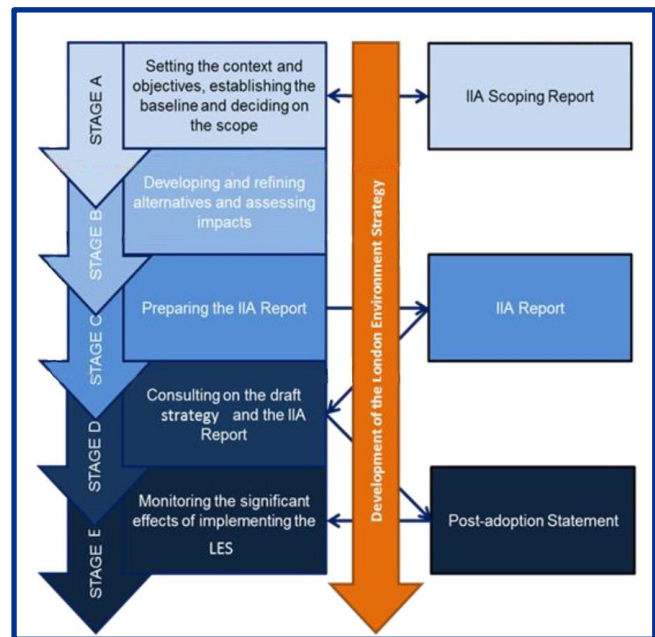 STAGE A
Setting the context and
objectives, establishing the
baseline and deciding on
the scope
IIA Scoping Report
STAGE B
Developing and refining
alternatives and assessing
impacts
STAGE C
Preparing the IIA Report
IIA Report
STAGE D
Consulting on the draft
strategy and the IIA
Report
STAGE E
Monitoring the significant
effects of implementing the
LES
Post-adoption Statement
Development of the London Environment Strategy